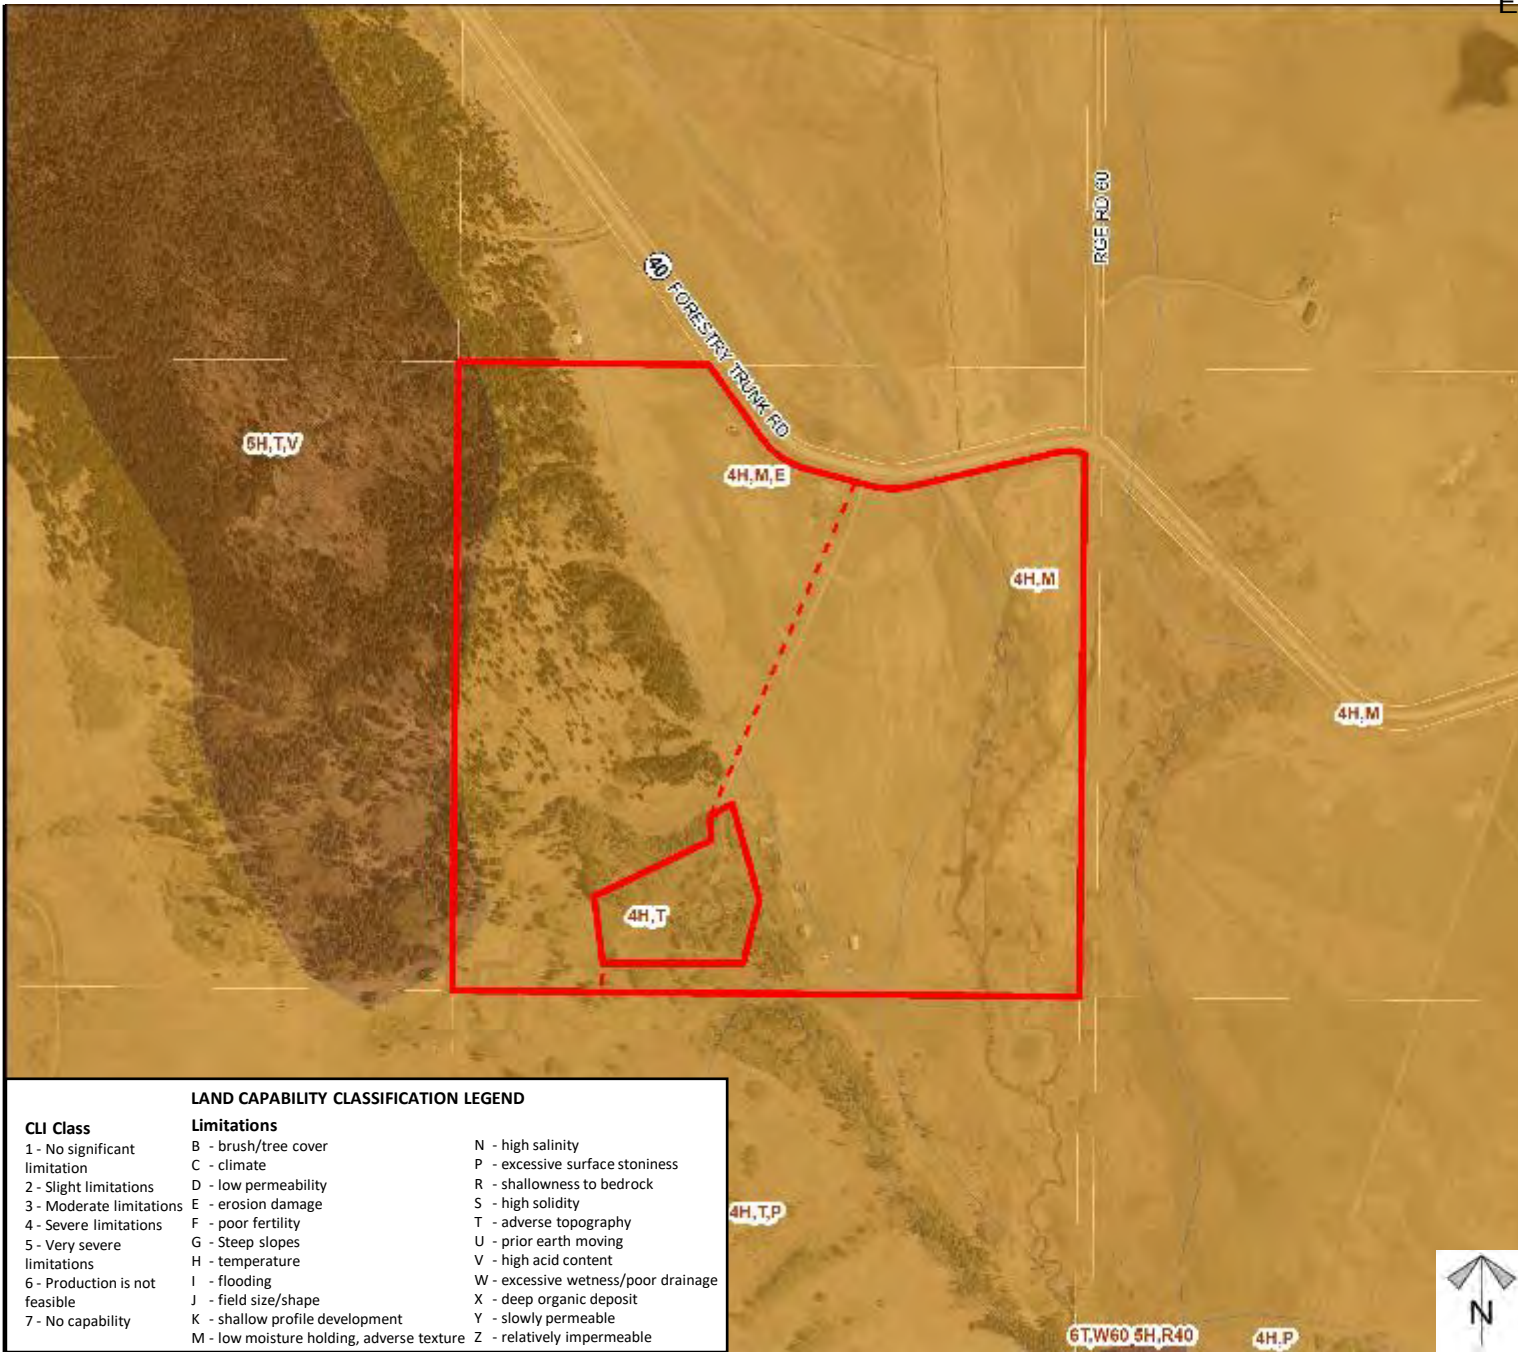 E
RGE RD 60
40
FORESTRY TRUNK RD
5H,T,V
4H,M,E
4H,M
4H,M
4H,T
LAND CAPABILITY CLASSIFICATION LEGEND
CLI Class
1 - No significant
limitation
2 - Slight limitations
3 - Moderate limitations
4 - Severe limitations
5 - Very severe
limitations
6 - Production is not
feasible
7 - No capability
Limitations
B - brush/tree cover
C - climate
D - low permeability
E - erosion damage
F - poor fertility
G - Steep slopes
H - temperature
I - flooding
J - field size/shape
K - shallow profile development
M - low moisture holding, adverse texture
N - high salinity
P - excessive surface stoniness
R - shallowness to bedrock
S - high solidity
T - adverse topography
U - prior earth moving
V - high acid content
W - excessive wetness/poor drainage
X - deep organic deposit
Y - slowly permeable
Z - relatively impermeable
4H,T,P
6T,W60 5H,R40
4H,P
N